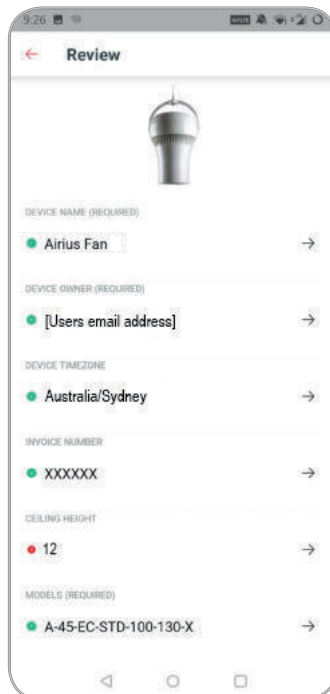 9:26
Review
DEVICE NAME (REQUIRED)
Airius Fan
DEVICE OWNER (REQUIRED)
[Users email address]
DEVICE TIMEZONE
Australia/Sydney
INVOICE NUMBER
XXXXXX
CEILING HEIGHT
12
MODELS (REQUIRED)
A-45-EC-STD-100-130-X